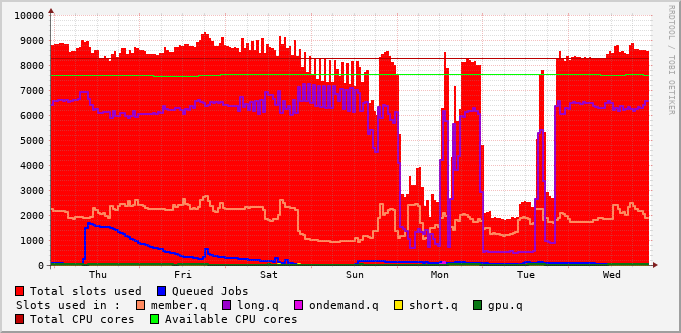 10000
9000
8000
7000
6000
5000
4000
3000
2000
1000
0
Thu Fri Sat Sun Mon Tue Wed
RRDTOOL / TOBI OETIKER
Total slots used Queued Jobs
Slots used in : member.q long.q ondemand.q short.q gpu.q
Total CPU cores Available CPU cores